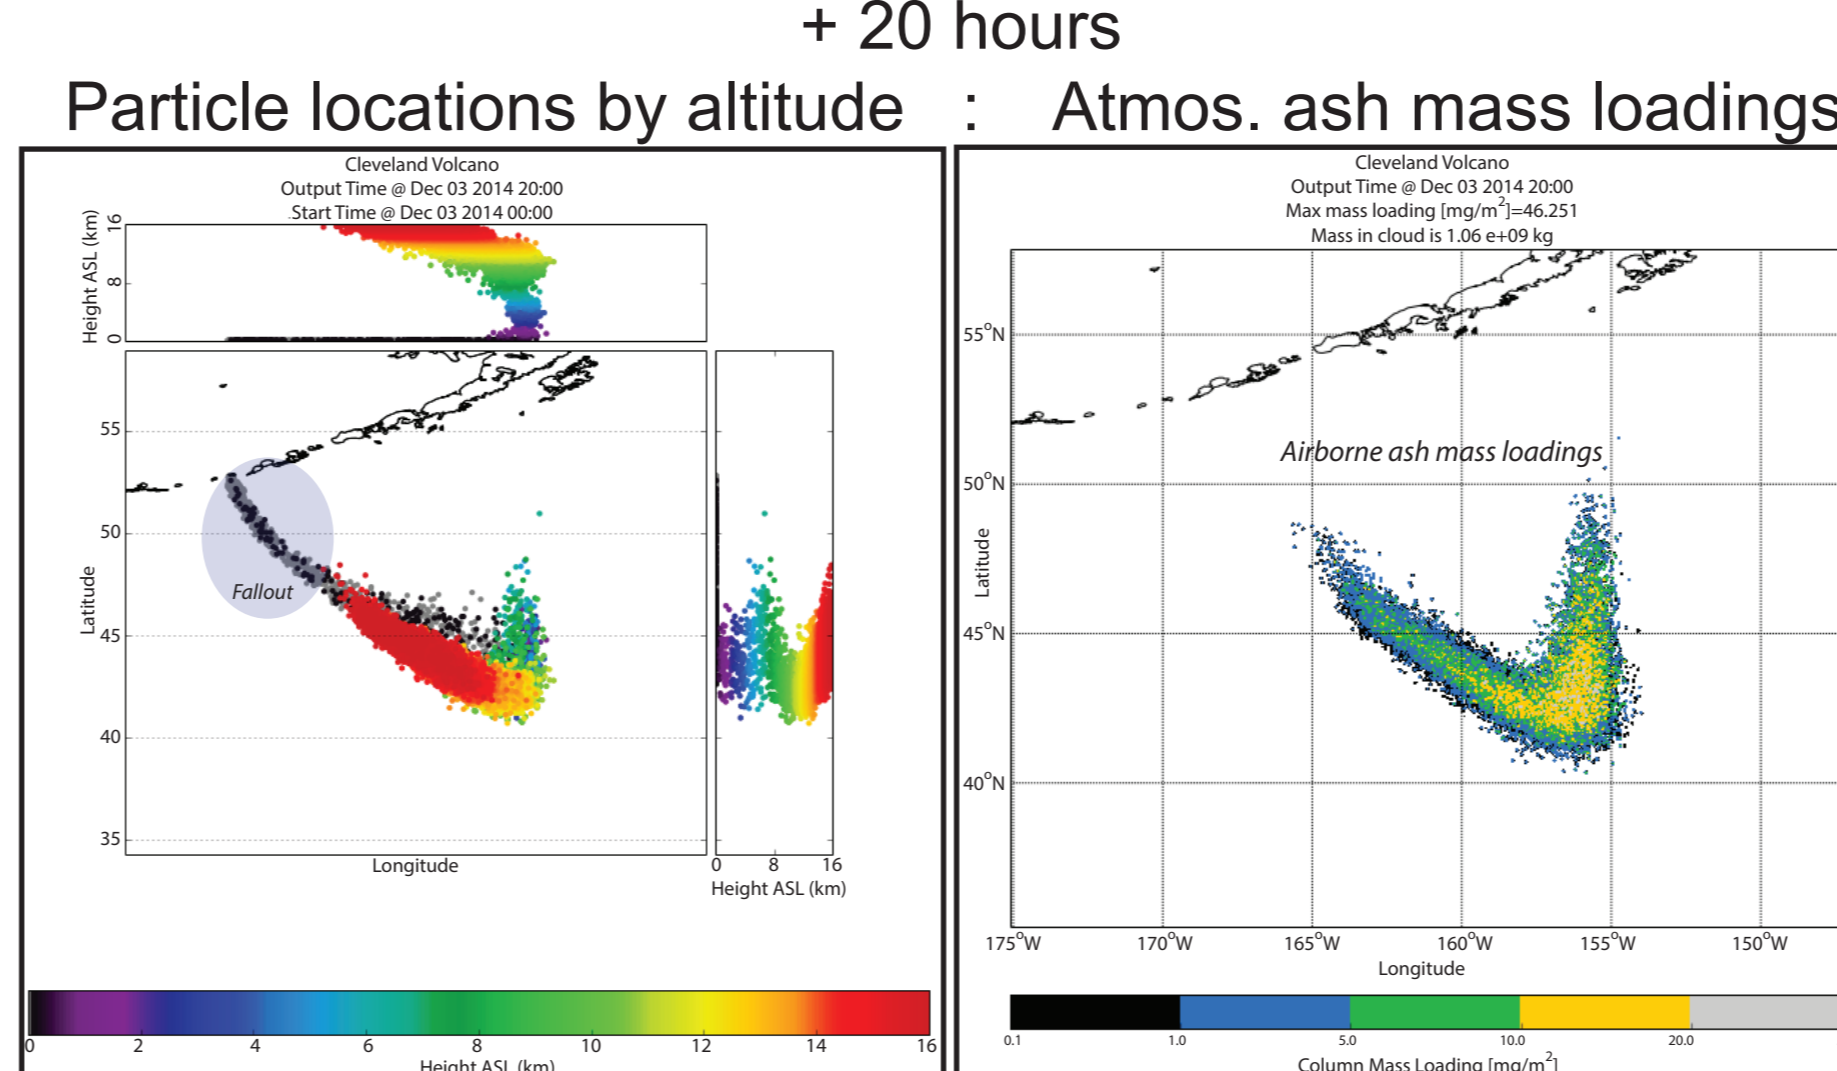 + 20 hours
Particle locations by altitude : Atmos. ash mass loadings
Cleveland Volcano
Output Time @ Dec 03 2014 20:00
Start Time @ Dec 03 2014 00:00
Height ASL (km)
16
8
0
55
50
45
40
35
Latitude
Fallout
Longitude
0 8 16
Height ASL (km)
0 2 4 6 8 10 12 14 16
Height ASL (km)
Cleveland Volcano
Output Time @ Dec 03 2014 20:00
Max mass loading [mg/m²]=46.251
Mass in cloud is 1.06 e+09 kg
55°N
Airborne ash mass loadings
50°N
Latitude
45°N
40°N
175°W 170°W 165°W 160°W 155°W 150°W
Longitude
0.1 1.0 5.0 10.0 20.0
Column Mass Loading [mg/m²]